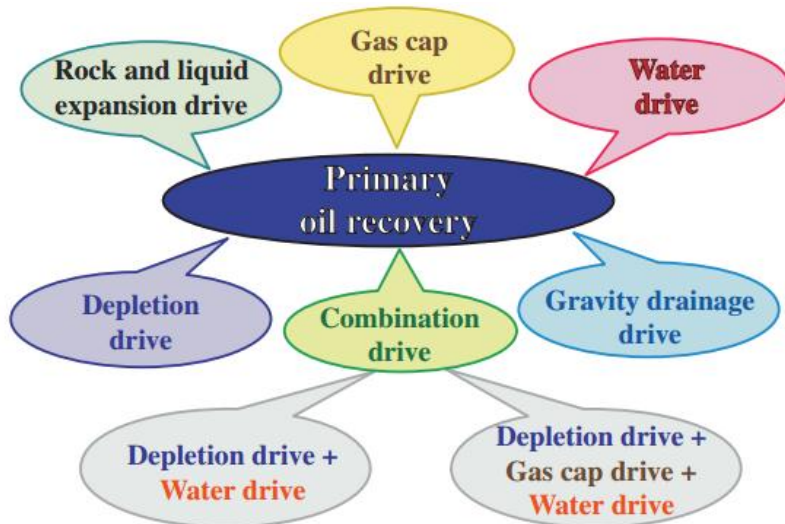 Rock and liquid
expansion drive
Gas cap
drive
Water
drive
Primary
oil recovery
Depletion
drive
Combination
drive
Gravity drainage
drive
Depletion drive +
Water drive
Depletion drive +
Gas cap drive +
Water drive